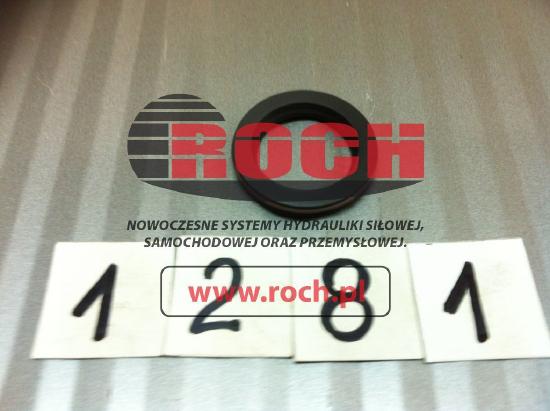 ROCH
NOWOCZESNE SYSTEMY HYDRAULIKI SIŁOWEJ,
SAMOCHODOWEJ ORAZ PRZEMYSŁOWEJ.
www.roch.pl
1 2 8 1